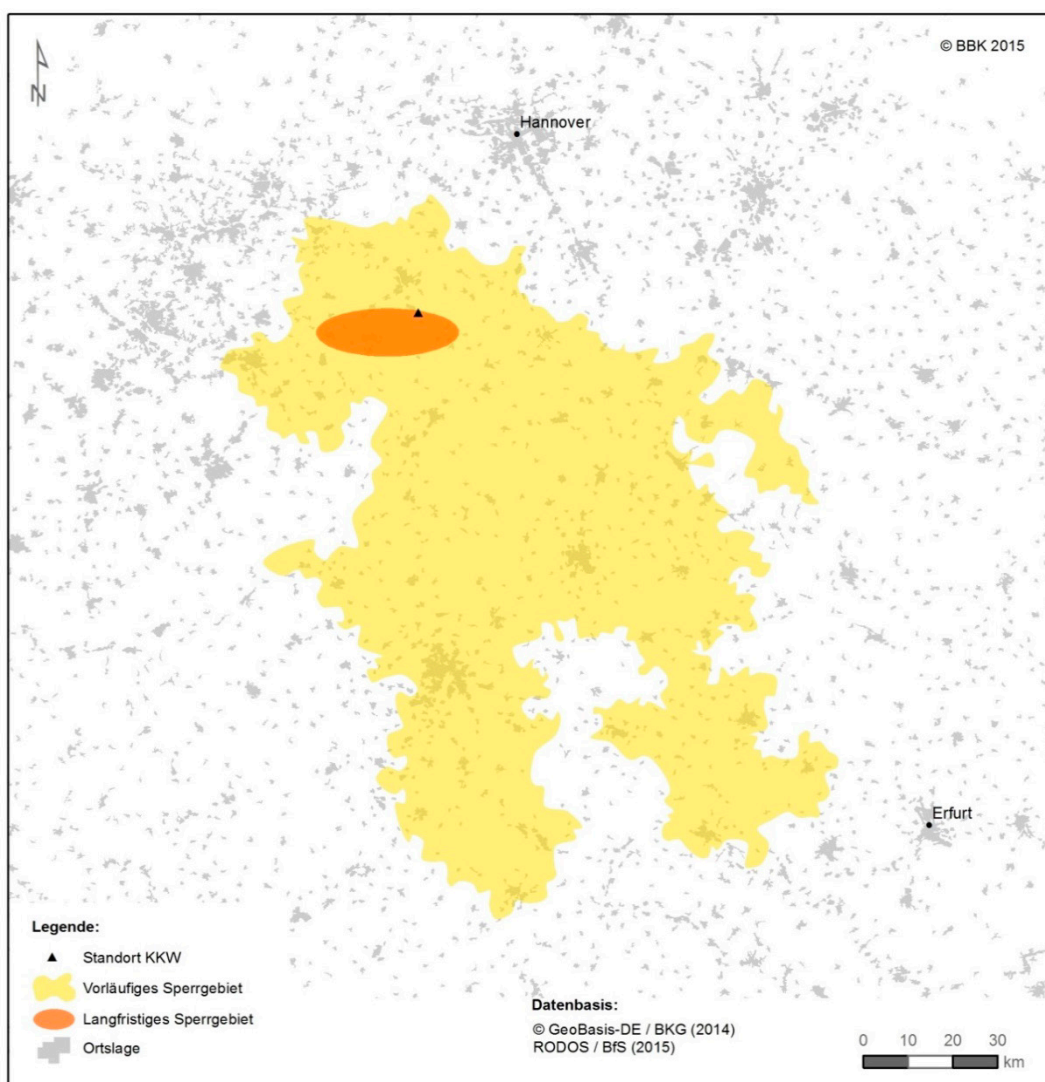 © BBK 2015
N
Hannover
Erfurt
Legende:
Standort KKW
Vorläufiges Sperrgebiet
Langfristiges Sperrgebiet
Ortslage
Datenbasis:
© GeoBasis-DE / BKG (2014)
RODOS / BfS (2015)
0 10 20 30
km